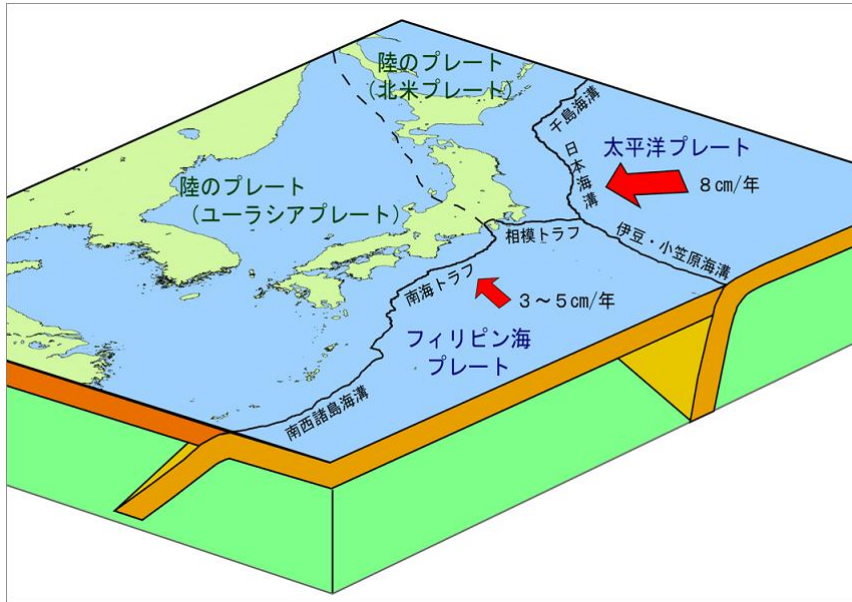 陸のプレート
（北米プレート）
千島海溝
日本海溝
太平洋プレート
8㎝/年
陸のプレート
（ユーラシアプレート）
相模トラフ
伊豆・小笠原海溝
南海トラフ
3～5㎝/年
フィリピン海
プレート
南西諸島海溝